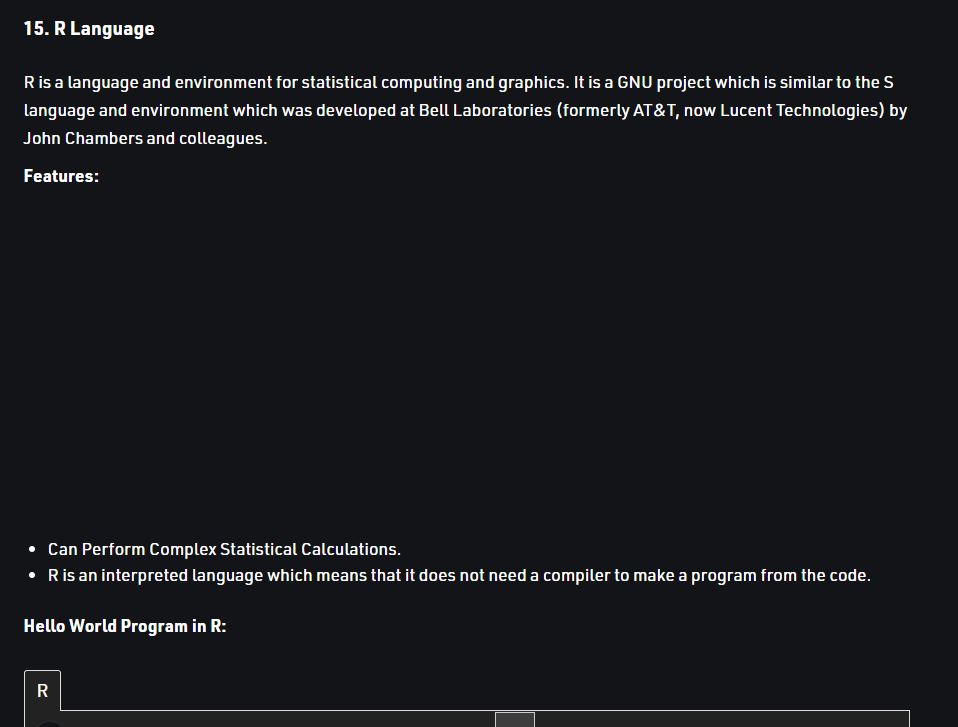 15. R Language
R is a language and environment for statistical computing and graphics. It is a GNU project which is similar to the S
language and environment which was developed at Bell Laboratories (formerly AT&T, now Lucent Technologies) by
John Chambers and colleagues.
Features:
• Can Perform Complex Statistical Calculations.
• R is an interpreted language which means that it does not need a compiler to make a program from the code.
Hello World Program in R:
R